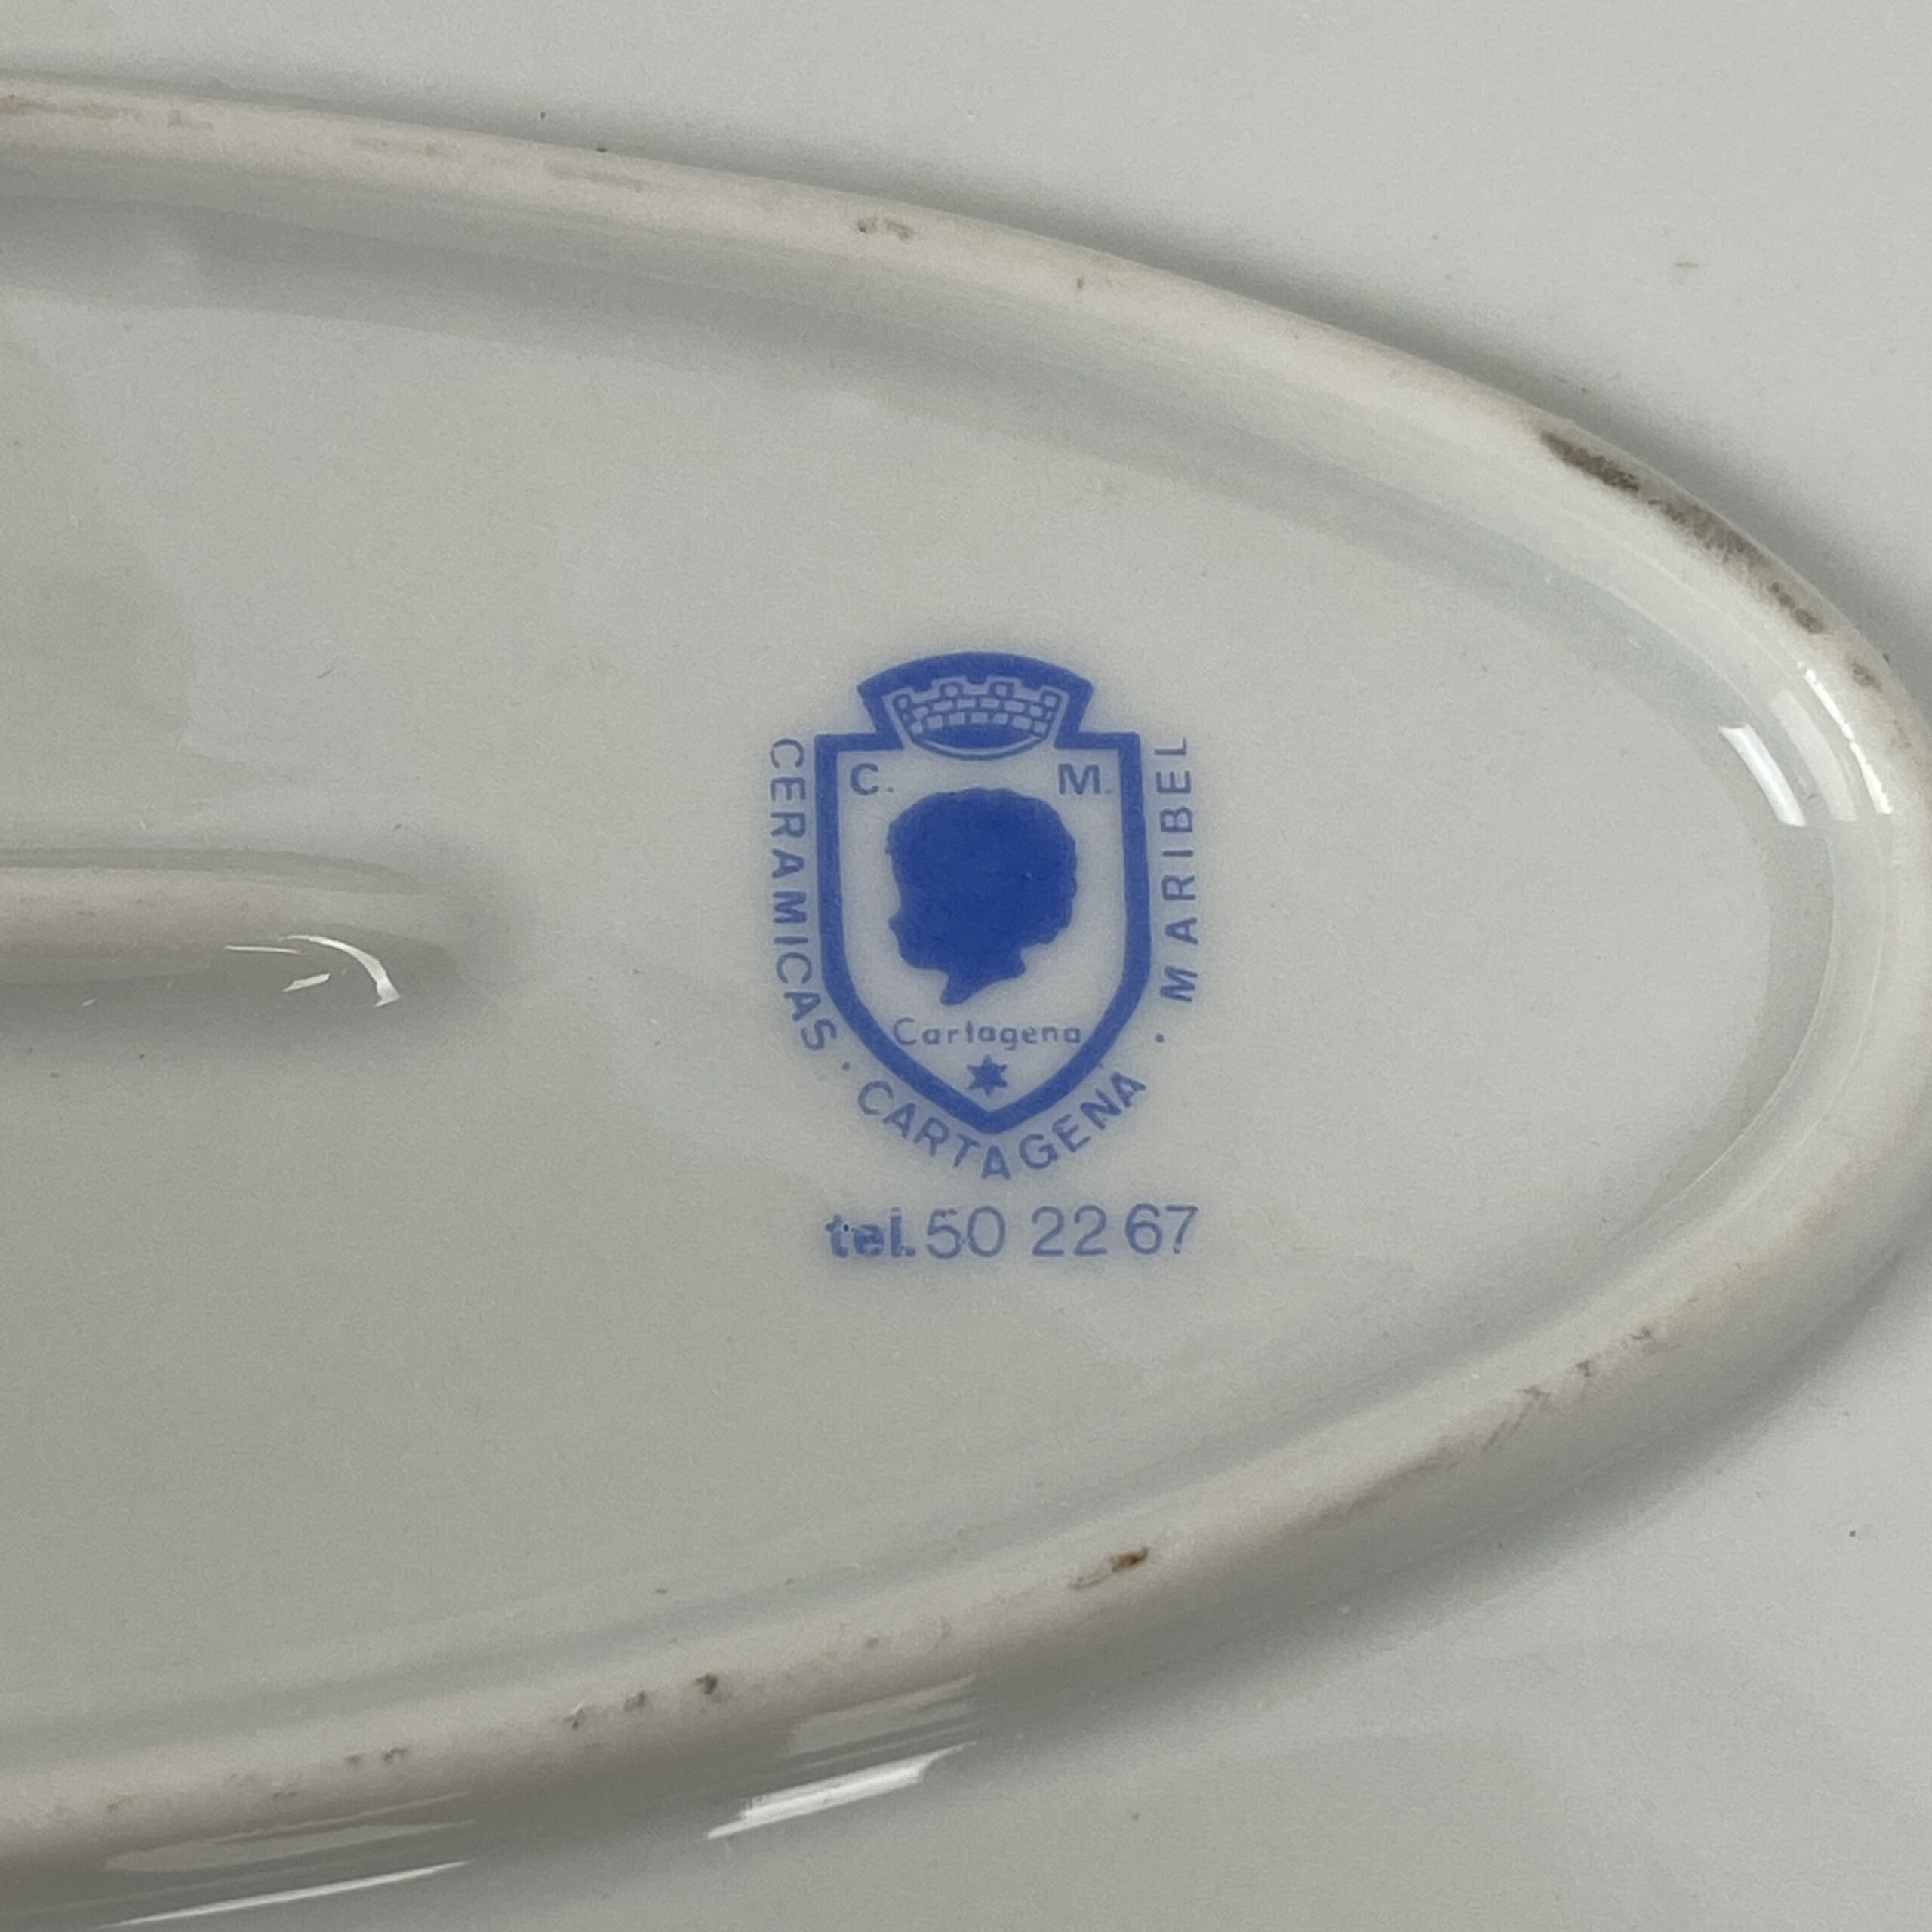 C. M.
Cartagena
CERAMICAS · CARTAGENA · MARIBEL
tel. 50 22 67